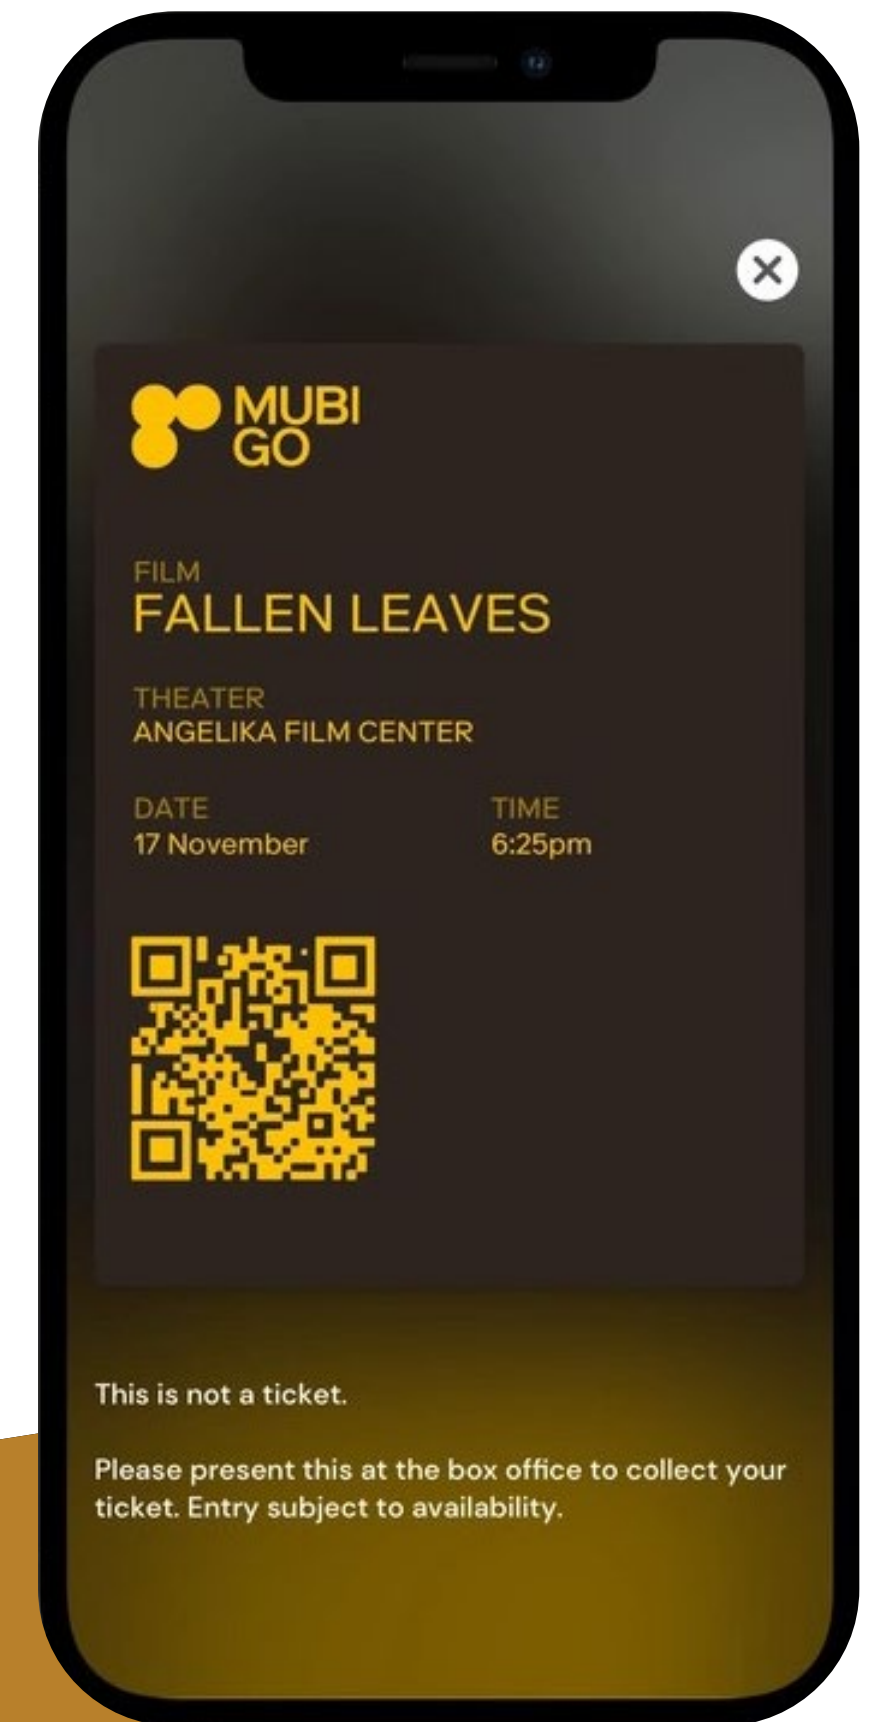 MUBI
GO
FILM
FALLEN LEAVES
THEATER
ANGELIKA FILM CENTER
DATE
TIME
17 November
6:25pm
This is not a ticket.
Please present this at the box office to collect your
ticket. Entry subject to availability.